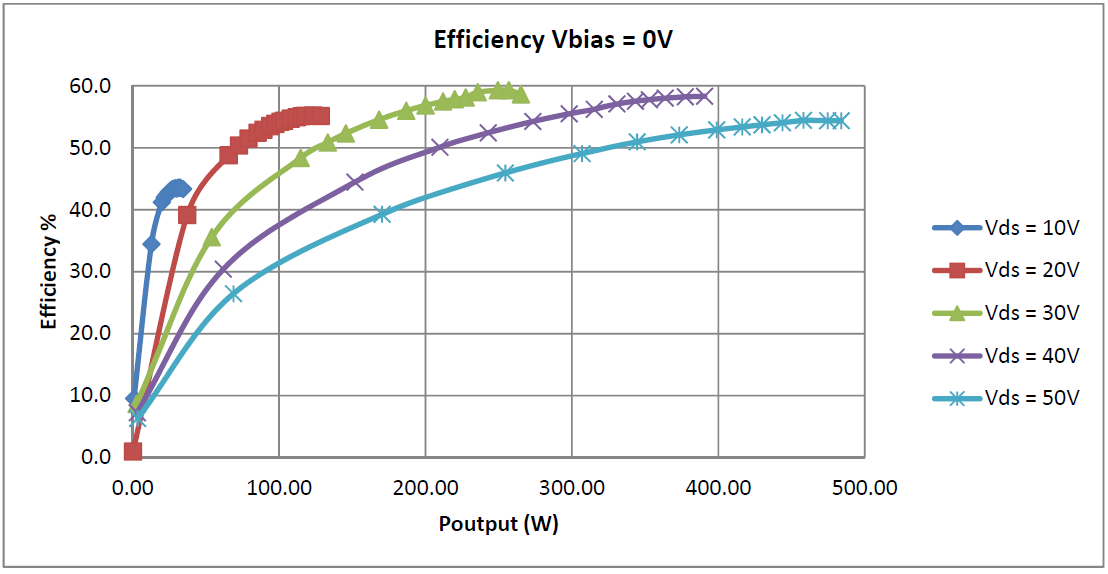 Efficiency Vbias = 0V
Efficiency %
60.0
50.0
40.0
30.0
20.0
10.0
0.0
0.00 100.00 200.00 300.00 400.00 500.00
Poutput (W)
Vds = 10V
Vds = 20V
Vds = 30V
Vds = 40V
Vds = 50V